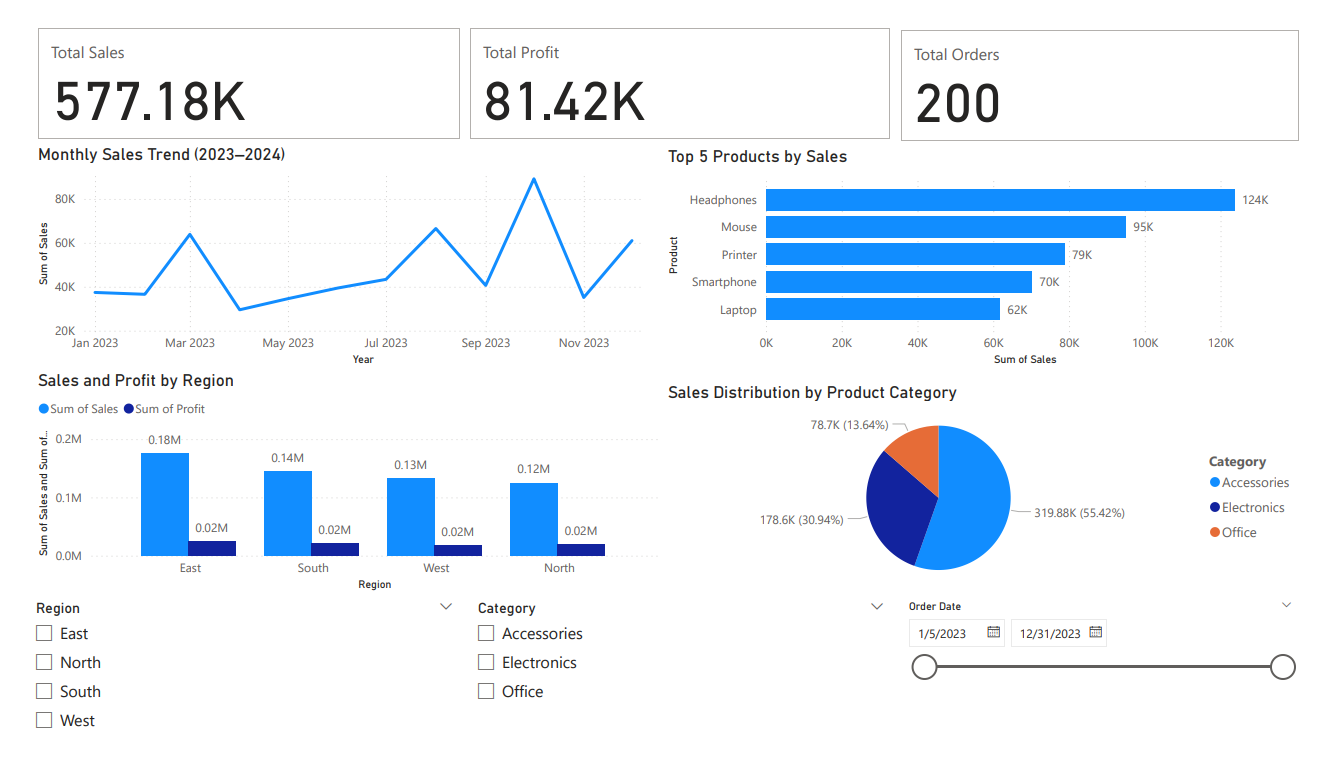 Total Sales
577.18K
Total Profit
81.42K
Total Orders
200
Monthly Sales Trend (2023–2024)
Sum of Sales
80K
60K
40K
20K
Jan 2023 Mar 2023 May 2023 Jul 2023 Sep 2023 Nov 2023
Year
Top 5 Products by Sales
Product
Headphones 124K
Mouse 95K
Printer 79K
Smartphone 70K
Laptop 62K
0K 20K 40K 60K 80K 100K 120K
Sum of Sales
Sales and Profit by Region
Sum of Sales Sum of Profit
Sum of Sales and Sum of...
0.2M
0.1M
0.0M
0.18M 0.02M
0.14M 0.02M
0.13M 0.02M
0.12M 0.02M
East South West North
Region
Sales Distribution by Product Category
78.7K (13.64%)
178.6K (30.94%)
319.88K (55.42%)
Category
Accessories
Electronics
Office
Region
East
North
South
West
Category
Accessories
Electronics
Office
Order Date
1/5/2023 12/31/2023